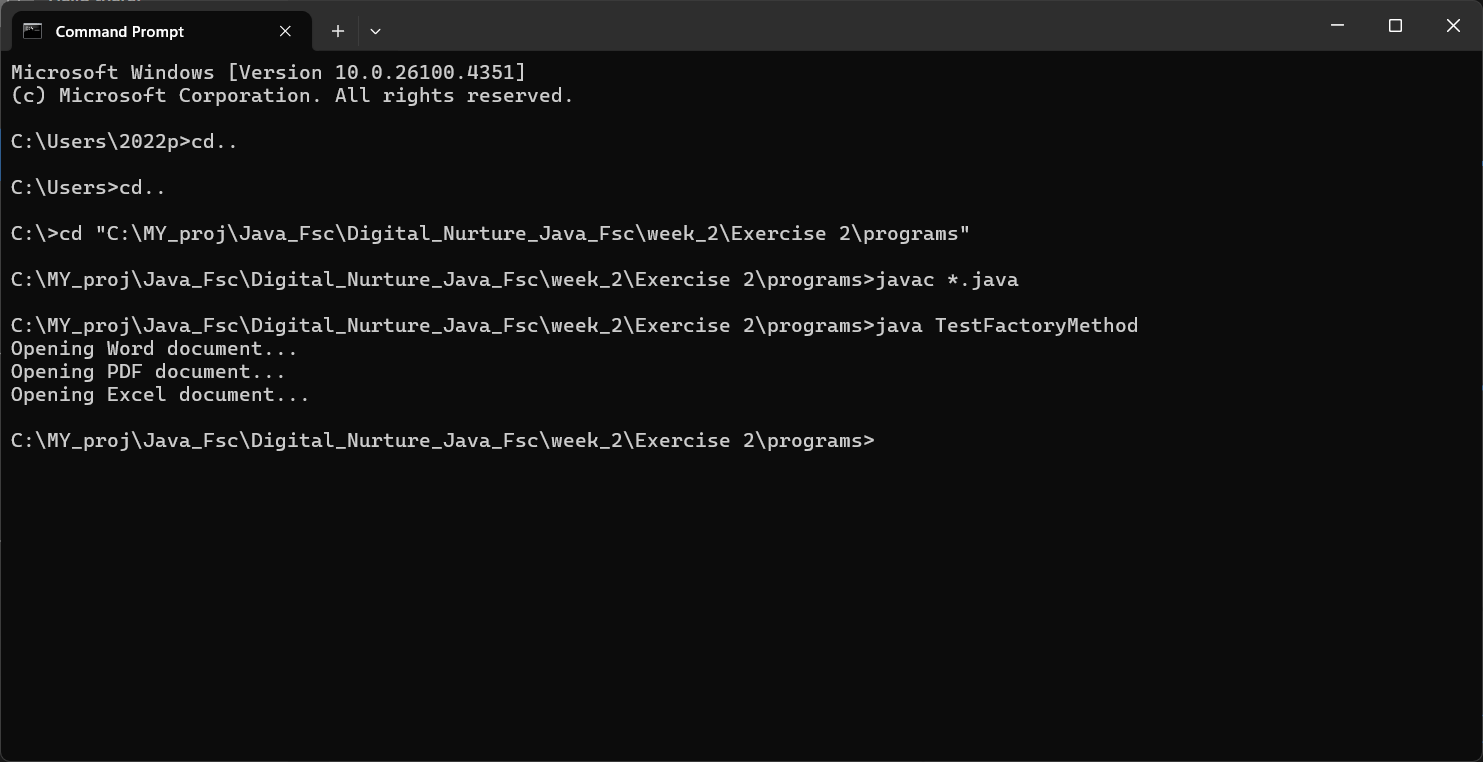 Command Prompt
Microsoft Windows [Version 10.0.26100.4351]
(c) Microsoft Corporation. All rights reserved.
C:\Users\2022p>cd..
C:\Users>cd..
C:\>cd "C:\MY_proj\Java_Fsc\Digital_Nurture_Java_Fsc\week_2\Exercise 2\programs"
C:\MY_proj\Java_Fsc\Digital_Nurture_Java_Fsc\week_2\Exercise 2\programs>javac *.java
C:\MY_proj\Java_Fsc\Digital_Nurture_Java_Fsc\week_2\Exercise 2\programs>java TestFactoryMethod
Opening Word document...
Opening PDF document...
Opening Excel document...
C:\MY_proj\Java_Fsc\Digital_Nurture_Java_Fsc\week_2\Exercise 2\programs>